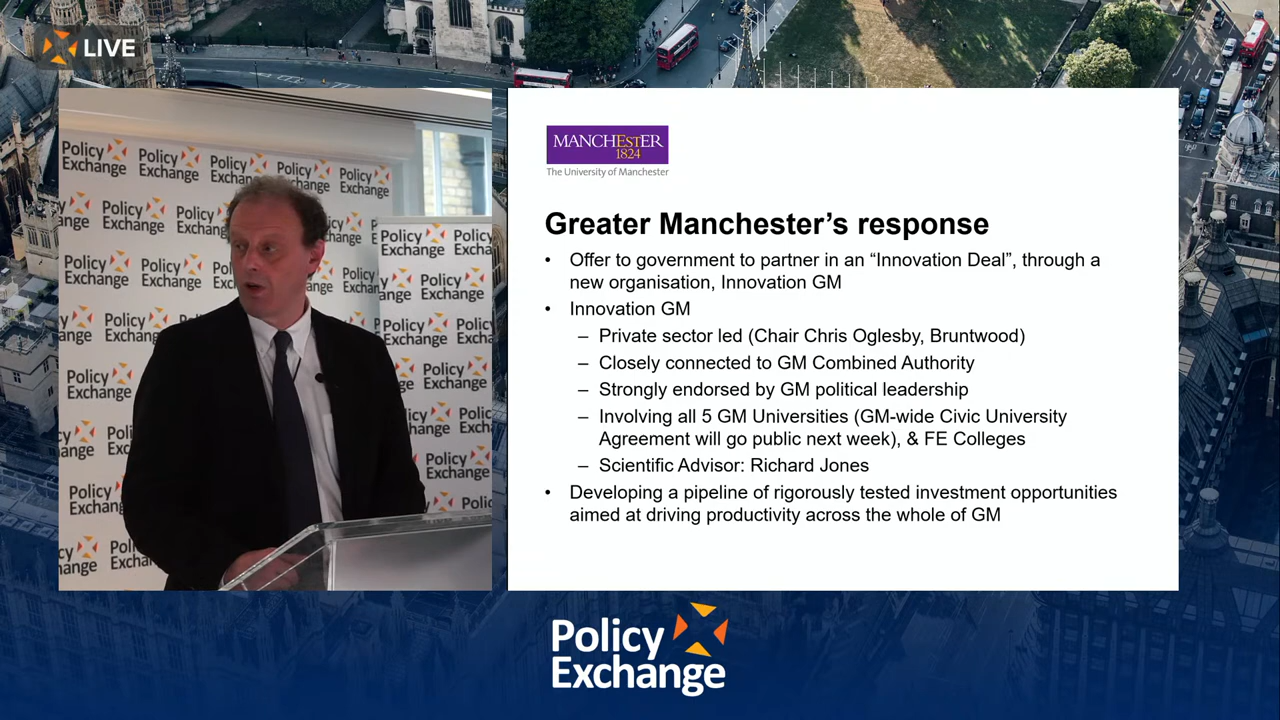 LIVE
Policy Exchange
MANCHESTER
1824
The University of Manchester
Greater Manchester’s response
• Offer to government to partner in an “Innovation Deal”, through a
new organisation, Innovation GM
• Innovation GM
– Private sector led (Chair Chris Oglesby, Bruntwood)
– Closely connected to GM Combined Authority
– Strongly endorsed by GM political leadership
– Involving all 5 GM Universities (GM-wide Civic University
Agreement will go public next week), & FE Colleges
– Scientific Advisor: Richard Jones
• Developing a pipeline of rigorously tested investment opportunities
aimed at driving productivity across the whole of GM
Policy
Exchange